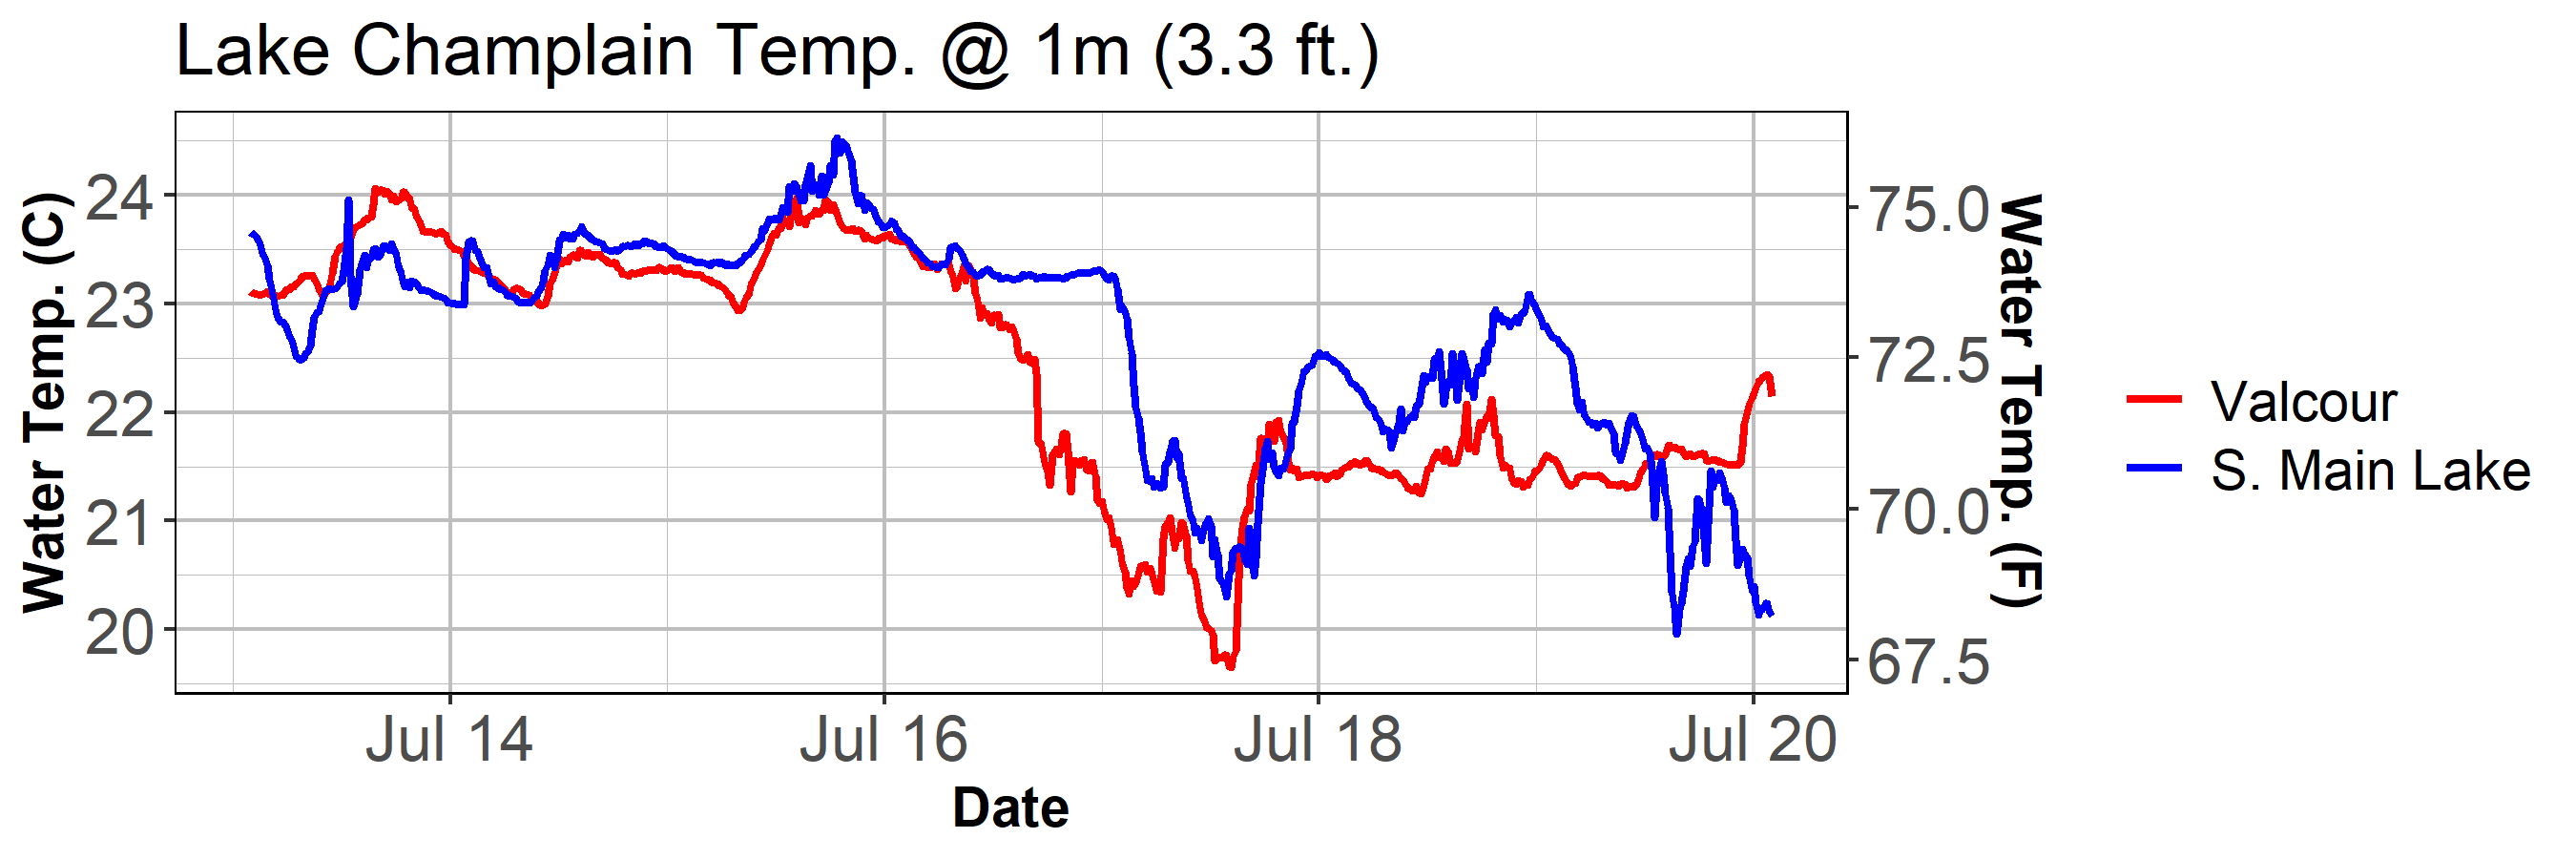 Lake Champlain Temp. @ 1m (3.3 ft.)
Water Temp. (C)
24
23
22
21
20
75.0
72.5
70.0
67.5
Water Temp. (F)
Jul 14
Jul 16
Jul 18
Jul 20
Date
Valcour
S. Main Lake